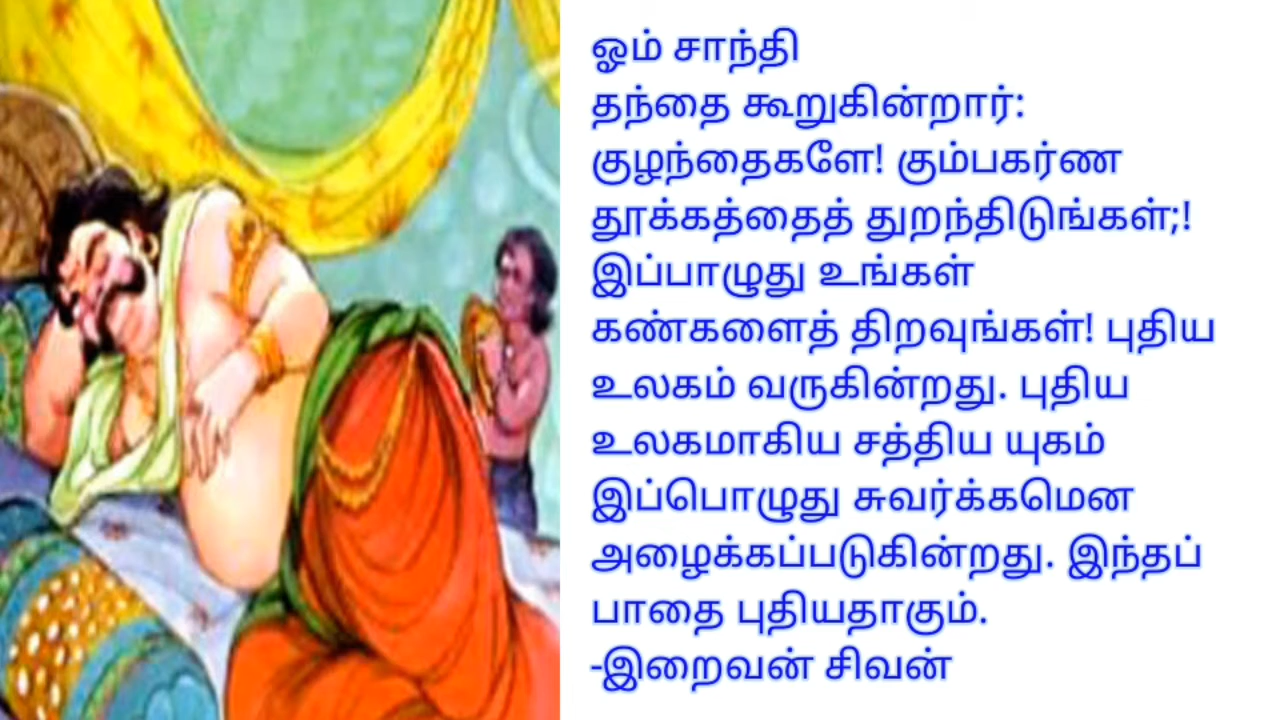 ஓம் சாந்தி
தந்தை கூறுகின்றார்:
குழந்தைகளே! கும்பகர்ண
தூக்கத்தைத் துறந்திடுங்கள்;!
இப்பாழுது உங்கள்
கண்களைத் திறவுங்கள்! புதிய
உலகம் வருகின்றது. புதிய
உலகமாகிய சத்திய யுகம்
இப்பொழுது சுவர்க்கமென
அழைக்கப்படுகின்றது. இந்தப்
பாதை புதியதாகும்.
-இறைவன் சிவன்